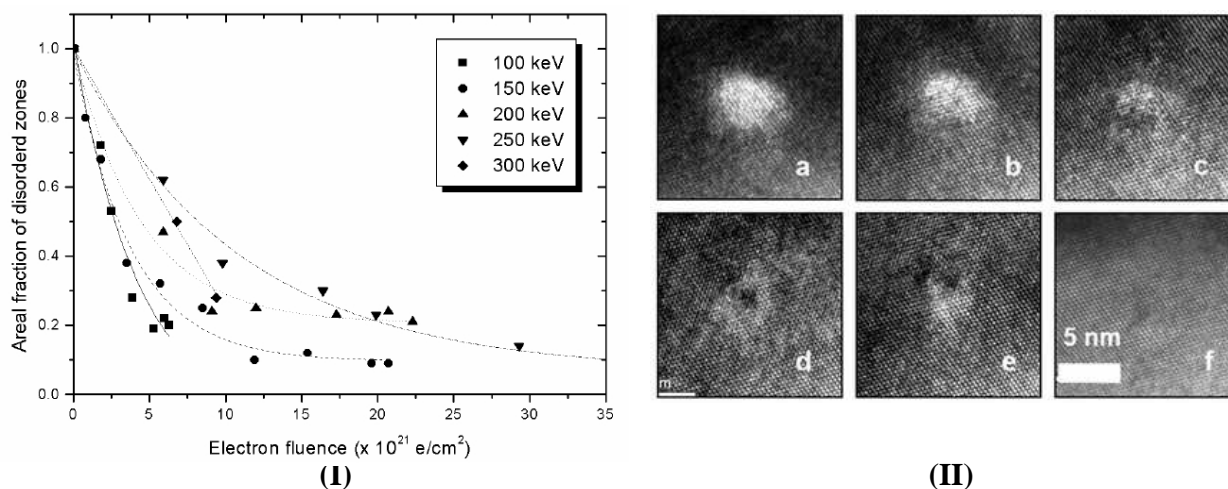 1.0
0.8
0.6
0.4
0.2
0.0
0 5 10 15 20 25 30 35
Areal fraction of disorderd zones
Electron fluence (x 10²¹ e/cm²)
100 keV
150 keV
200 keV
250 keV
300 keV
(I)
a b c
d e f
m
5 nm
(II)